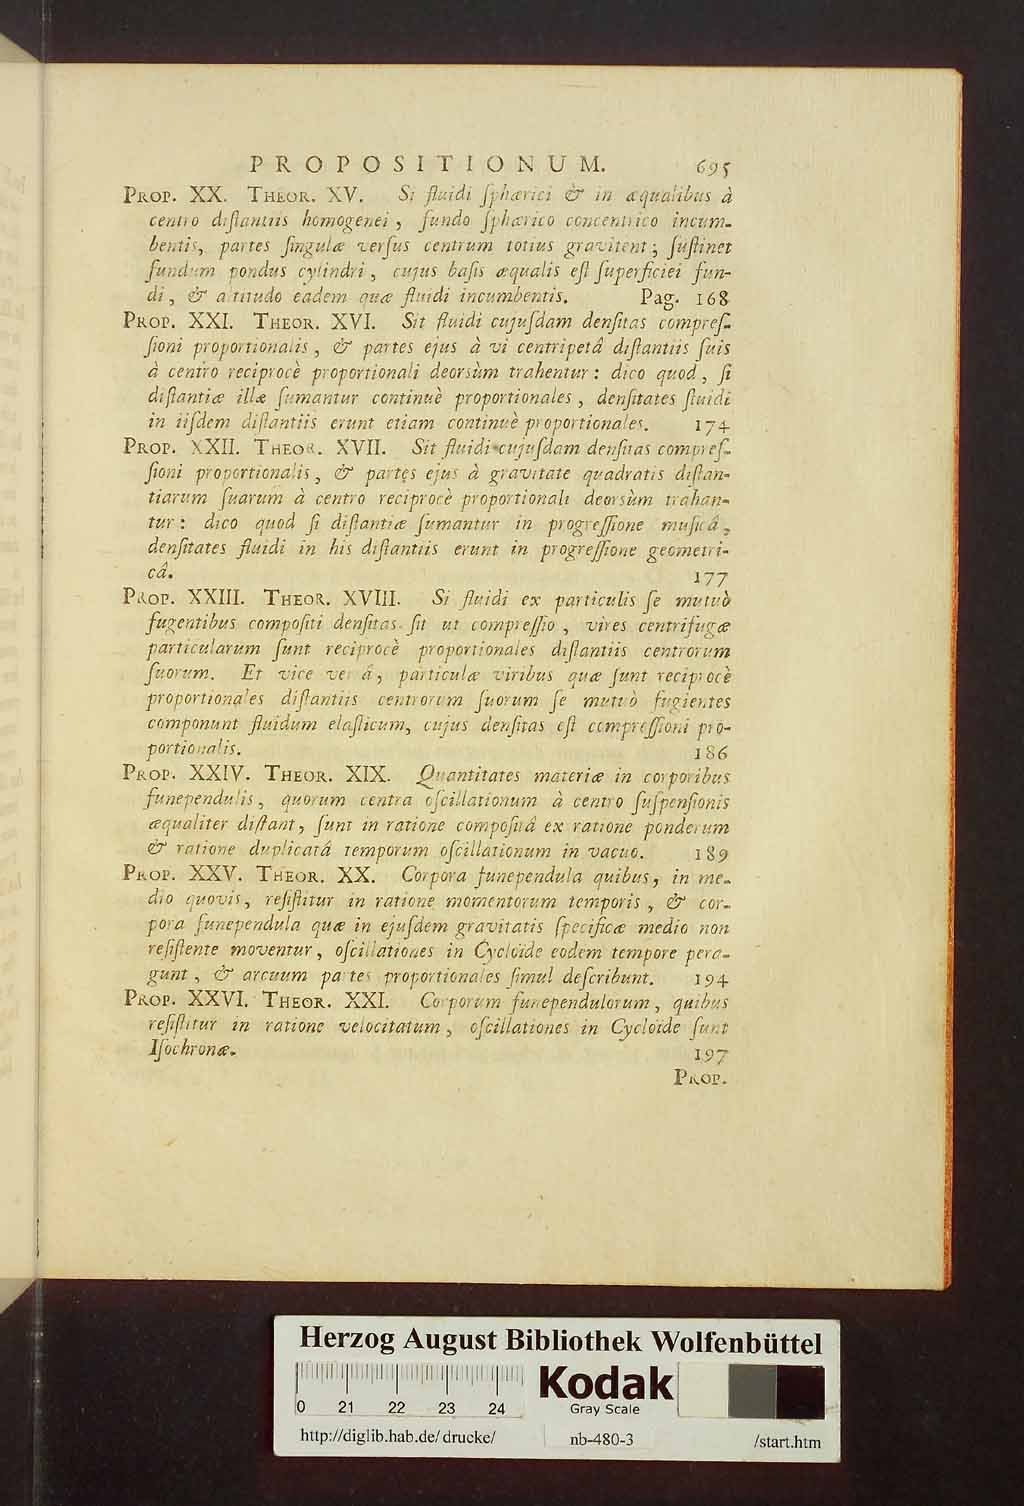 PROPOSITIONUM. 695
PROP. XX. THEOR. XV. Si fluidi ſphærici & in æqualibus à
centro diſtantiis homogenei, fundo ſphærico concentrico incum-
bentis, partes ſingulæ verſus centrum totius gravitent; ſuſtinet
fundum pondus cylindri, cujus baſis æqualis eſt ſuperficiei fun-
di, & altitudo eadem quæ fluidi incumbentis. Pag. 168
PROP. XXI. THEOR. XVI. Sit fluidi cujuſdam denſitas compreſ-
ſioni proportionalis, & partes ejus à vi centripetâ diſtantiis ſuis
à centro reciprocè proportionali deorsùm trahentur: dico quod, ſi
diſtantiæ illæ ſumantur continuè proportionales, denſitates fluidi
in iiſdem diſtantiis erunt etiam continuè proportionales. 174
PROP. XXII. THEOR. XVII. Sit fluidi cujuſdam denſitas compreſ-
ſioni proportionalis, & partes ejus à gravitate quadratis diſtan-
tiarum ſuarum à centro reciprocè proportionali deorsùm trahan-
tur: dico quod ſi diſtantiæ ſumantur in progreſſione muſicâ,
denſitates fluidi in his diſtantiis erunt in progreſſione geometri-
câ. 177
PROP. XXIII. THEOR. XVIII. Si fluidi ex particulis ſe mutuò
fugentibus compoſiti denſitas ſit ut compreſſio, vires centrifugæ
particularum ſunt reciprocè proportionales diſtantiis centrorum
ſuorum. Et vice verſâ, particulæ viribus quæ ſunt reciprocè
proportionales diſtantiis centrorum ſuorum ſe mutuò fugientes
componunt fluidum elaſticum, cujus denſitas eſt compreſſioni pro-
portionalis. 186
PROP. XXIV. THEOR. XIX. Quantitates materiæ in corporibus
funependulis, quorum centra oſcillationum à centro ſuſpenſionis
æqualiter diſtant, ſunt in ratione compoſitâ ex ratione ponderum
& ratione duplicatâ temporum oſcillationum in vacuo. 189
PROP. XXV. THEOR. XX. Corpora funependula quibus, in me-
dio quovis, reſiſtitur in ratione momentorum temporis, & cor-
pora funependula quæ in ejuſdem gravitatis ſpecificæ medio non
reſiſtente moventur, oſcillationes in Cycloïde eodem tempore pera-
gunt, & arcuum partes proportionales ſimul deſcribunt. 194
PROP. XXVI. THEOR. XXI. Corporum funependulorum, quibus
reſiſtitur in ratione velocitatum, oſcillationes in Cycloïde ſunt
Iſochronæ. 197
PROP.
Herzog August Bibliothek Wolfenbüttel
0 21 22 23 24
Kodak
Gray Scale
http://diglib.hab.de/drucke/ nb-480-3 /start.htm